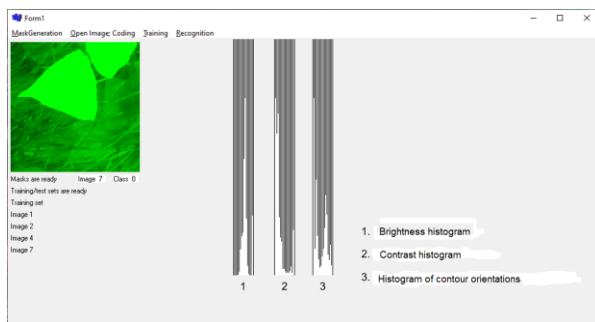 Form1
MaskGeneration Open Image; Coding Training Recognition
Masks are ready Image 7 Class 0
Training/test sets are ready
Training set
Image 1
Image 2
Image 4
Image 7
1 2 3
1. Brightness histogram
2. Contrast histogram
3. Histogram of contour orientations